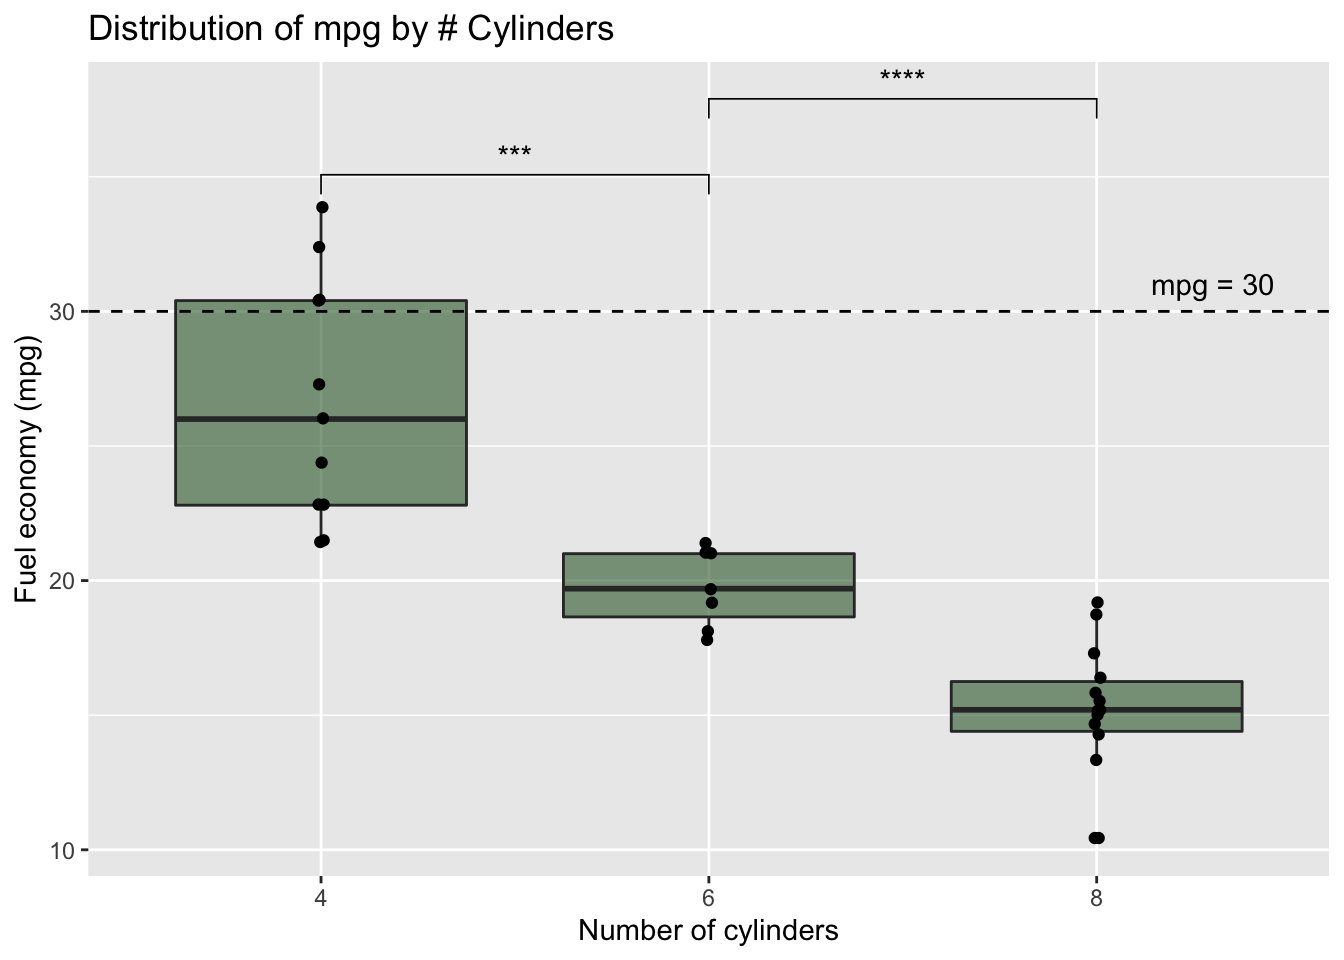 Distribution of mpg by # Cylinders
****
***
mpg = 30
30
20
10
Fuel economy (mpg)
4
6
8
Number of cylinders